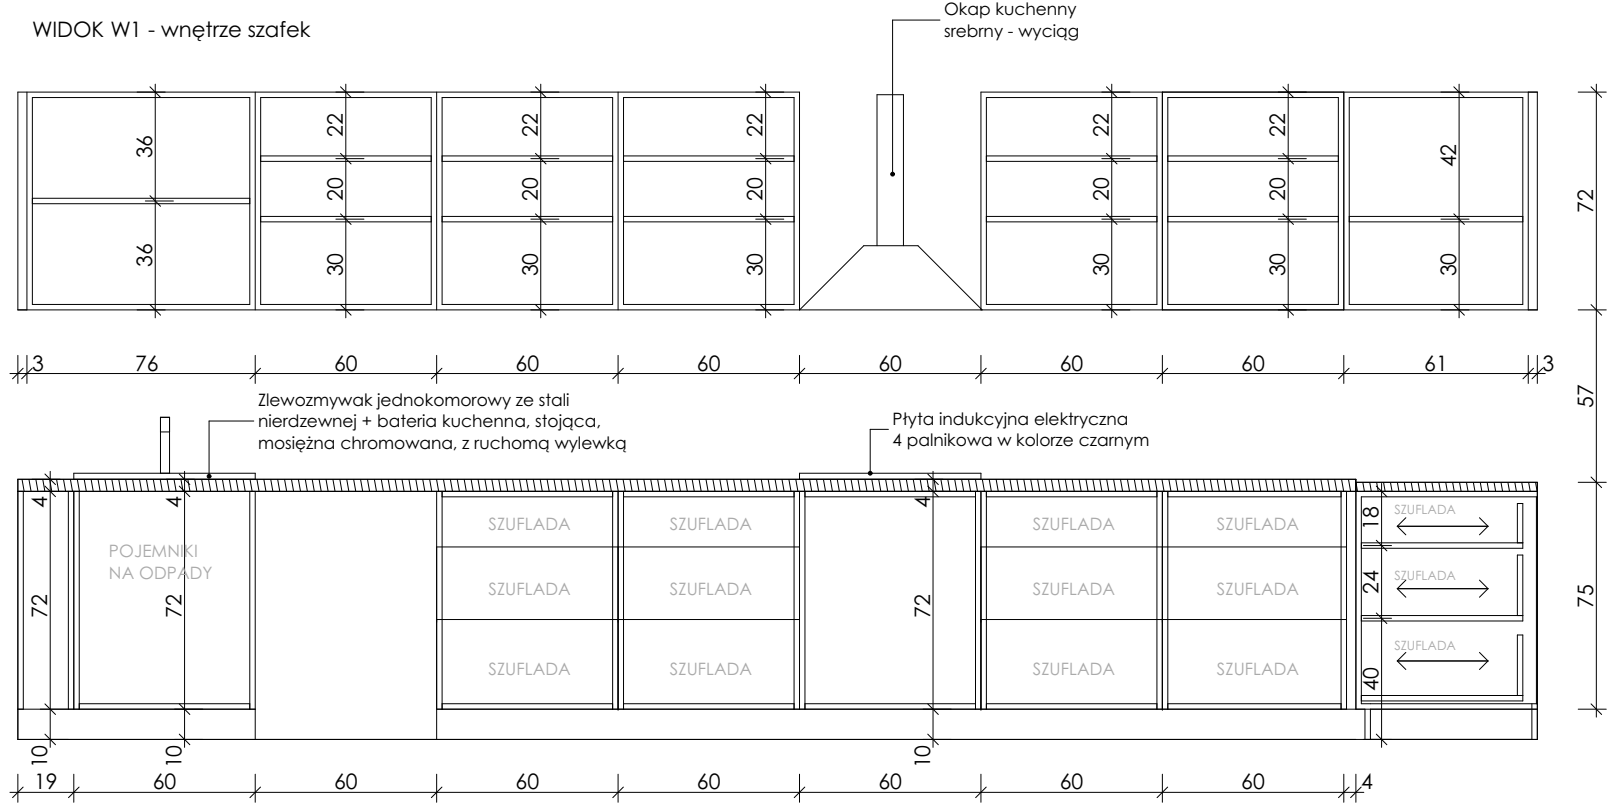 Okap kuchenny
srebrny - wyciąg
WIDOK W1 - wnętrze szafek
36
22
22
22
22
22
42
36
20
20
20
20
20
30
30
30
30
30
30
72
3
76
60
60
60
60
60
60
61
3
57
Zlewozmywak jednokomorowy ze stali
nierdzewnej + bateria kuchenna, stojąca,
mosiężna chromowana, z ruchomą wylewką
Płyta indukcyjna elektryczna
4 palnikowa w kolorze czarnym
4
4
4
18
SZUFLADA
SZUFLADA
SZUFLADA
SZUFLADA
SZUFLADA
POJEMNIKI
NA ODPADY
72
72
72
SZUFLADA
SZUFLADA
SZUFLADA
SZUFLADA
24
SZUFLADA
75
SZUFLADA
SZUFLADA
SZUFLADA
SZUFLADA
40
SZUFLADA
10
10
10
19
60
60
60
60
60
60
60
4